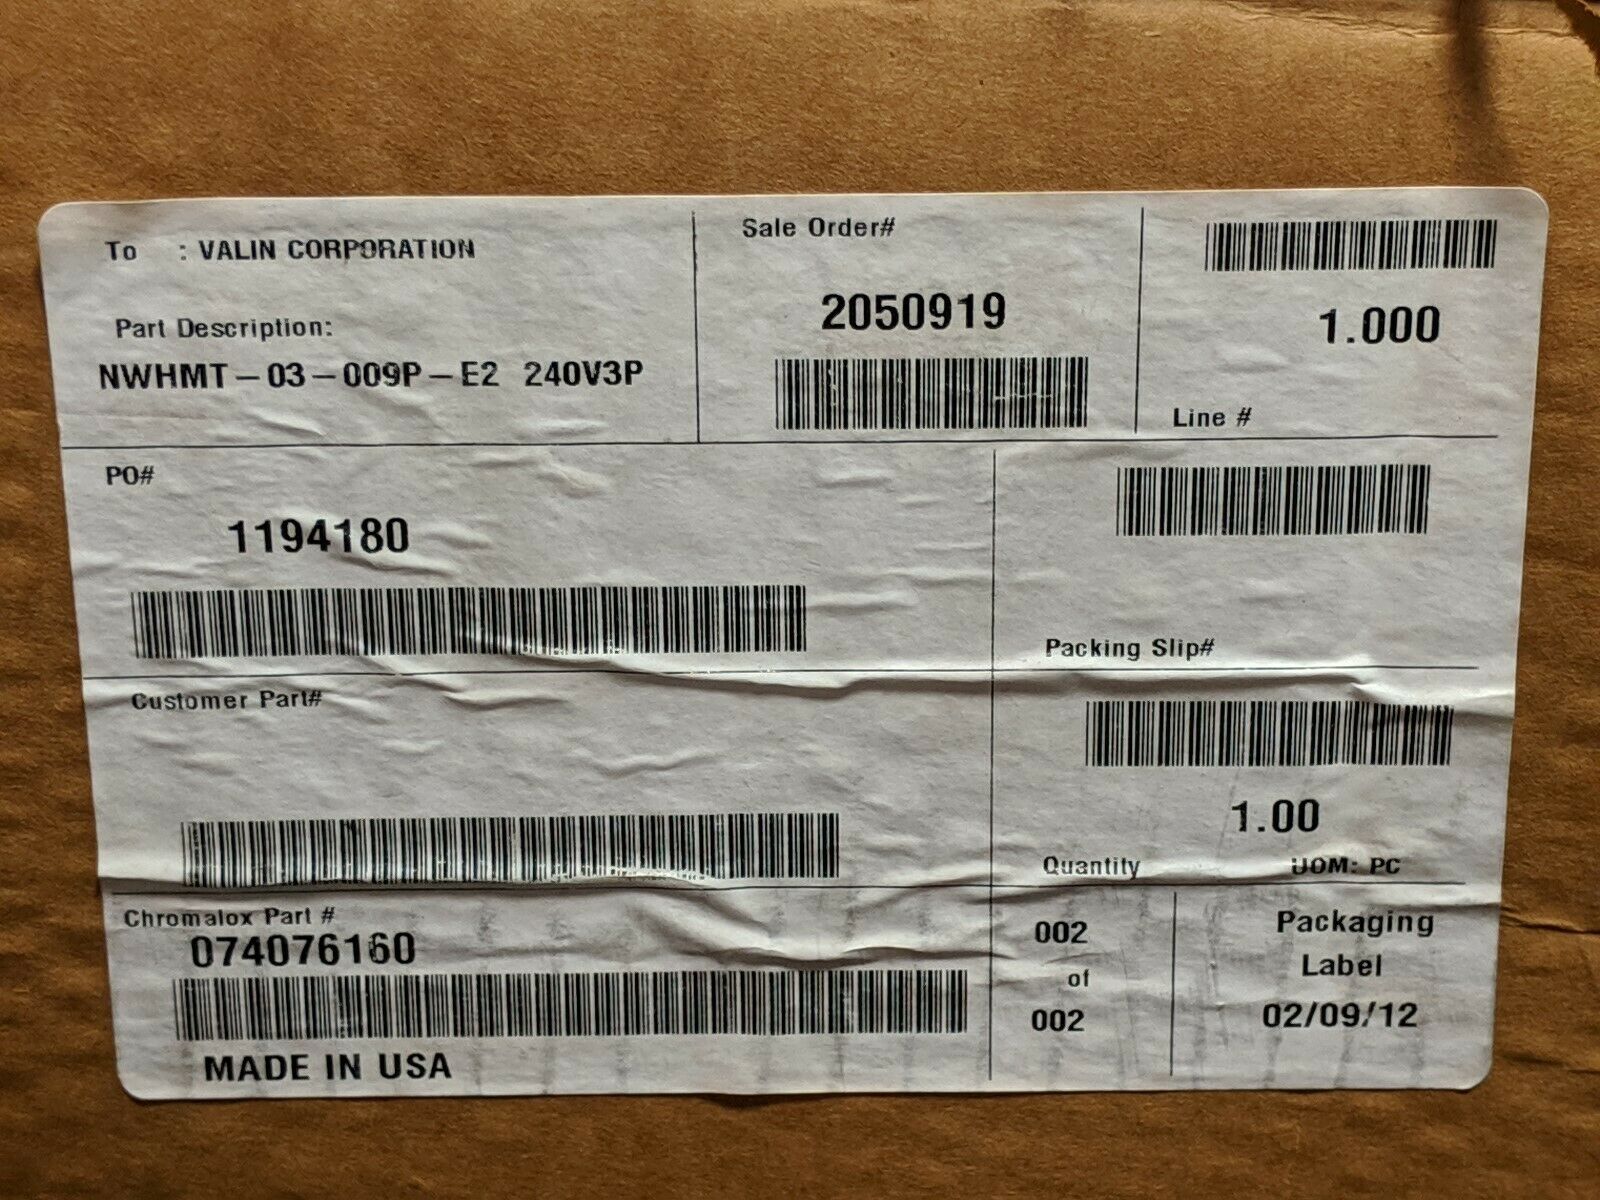 To : VALIN CORPORATION
Part Description:
NWHMT-03-009P-E2 240V3P
Sale Order#
2050919
1.000
Line #
PO#
1194180
Packing Slip#
Customer Part#
1.00
Quantity UOM: PC
Chromalox Part #
074076160
MADE IN USA
002
of
002
Packaging
Label
02/09/12